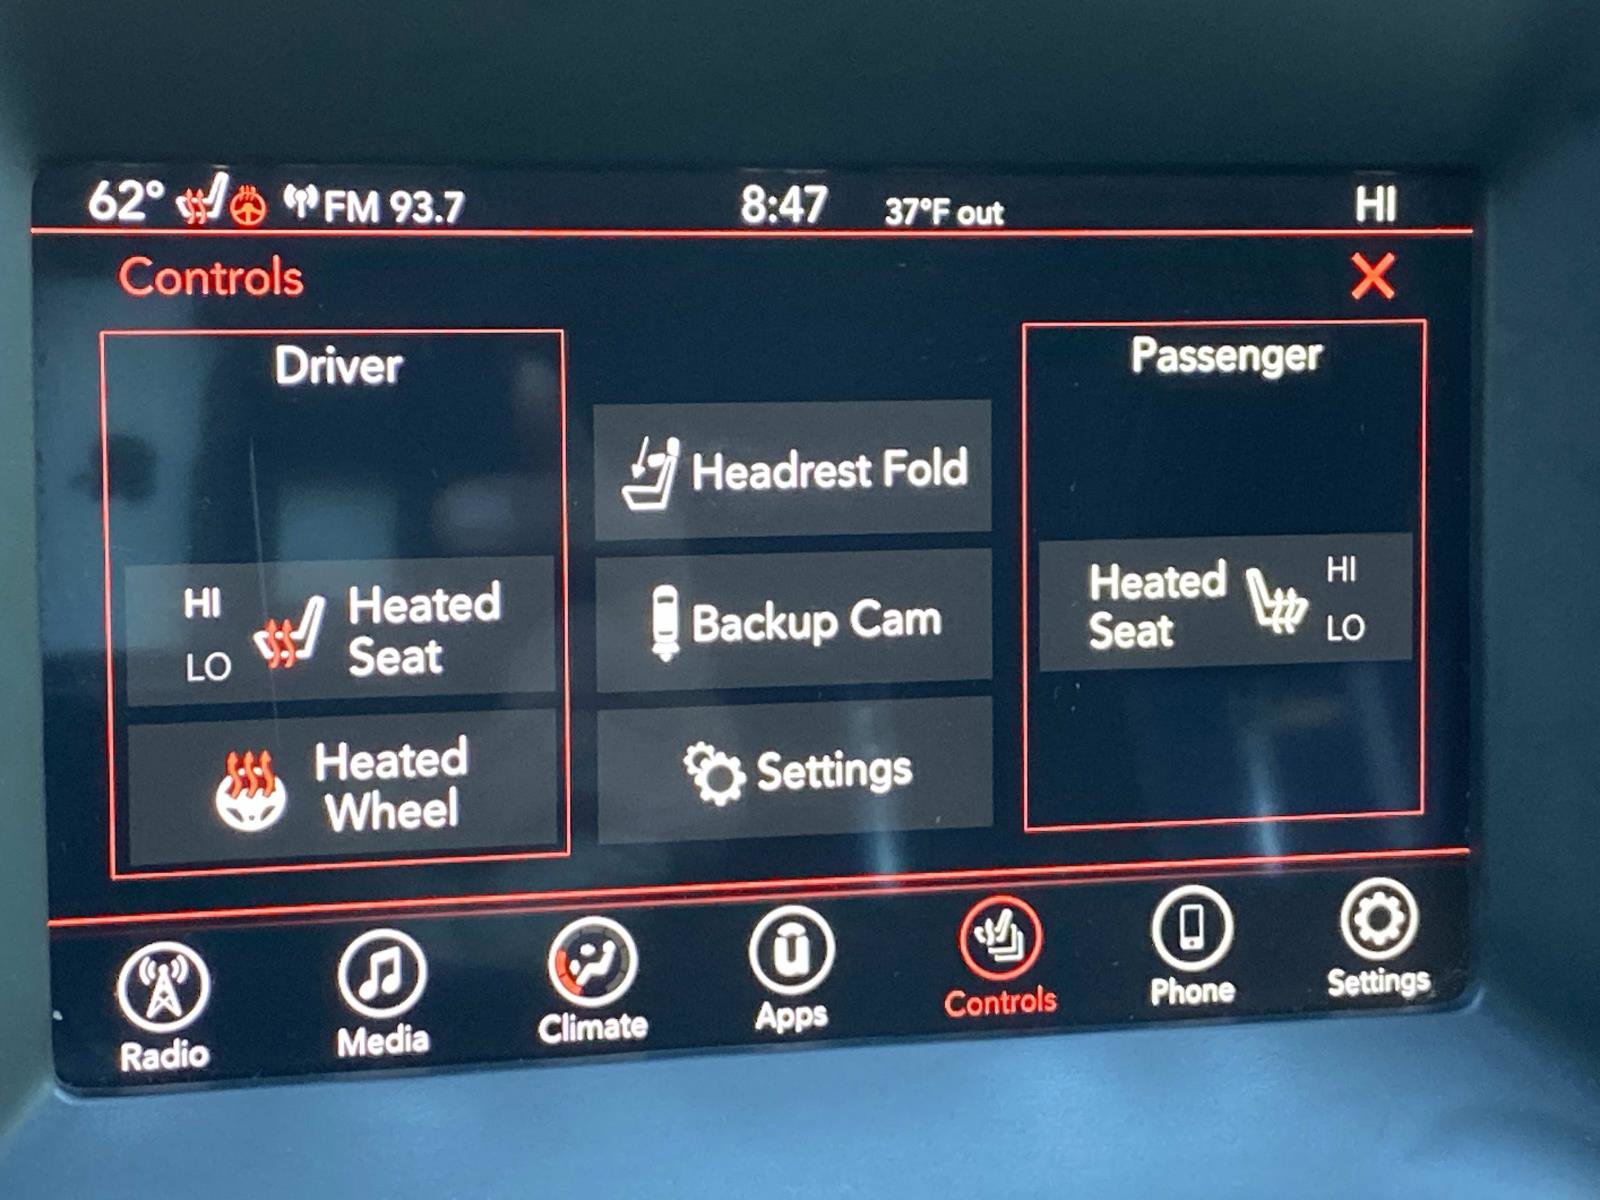 62° FM 93.7 8:47 37°F out HI
Controls
Driver
HI
LO
Heated
Seat
Heated
Wheel
Headrest Fold
Backup Cam
Settings
Passenger
Heated
Seat
HI
LO
Radio
Media
Climate
Apps
Controls
Phone
Settings